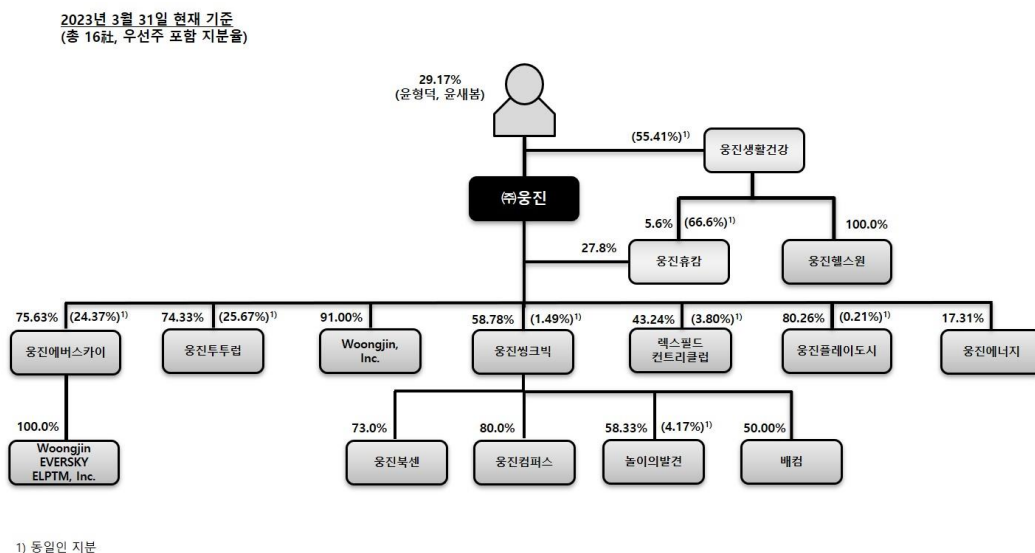 2023년 3월 31일 현재 기준
(총 16社, 우선주 포함 지분율)
29.17%
(윤형덕, 윤새봄)
(55.41%)1)
웅진생활건강
㈜웅진
5.6% (66.6%)1)
100.0%
27.8%
웅진휴캄
웅진헬스원
75.63% (24.37%)1)
74.33% (25.67%)1)
91.00%
58.78% (1.49%)1)
43.24% (3.80%)1)
80.26% (0.21%)1)
17.31%
웅진에버스카이
웅진투투럽
Woongjin,
Inc.
웅진씽크빅
렉스필드
컨트리클럽
웅진플레이도시
웅진에너지
100.0%
73.0%
80.0%
58.33% (4.17%)1)
50.00%
Woongjin
EVERSKY
ELPTM, Inc.
웅진북센
웅진컴퍼스
놀이의발견
배컴
1) 동일인 지분